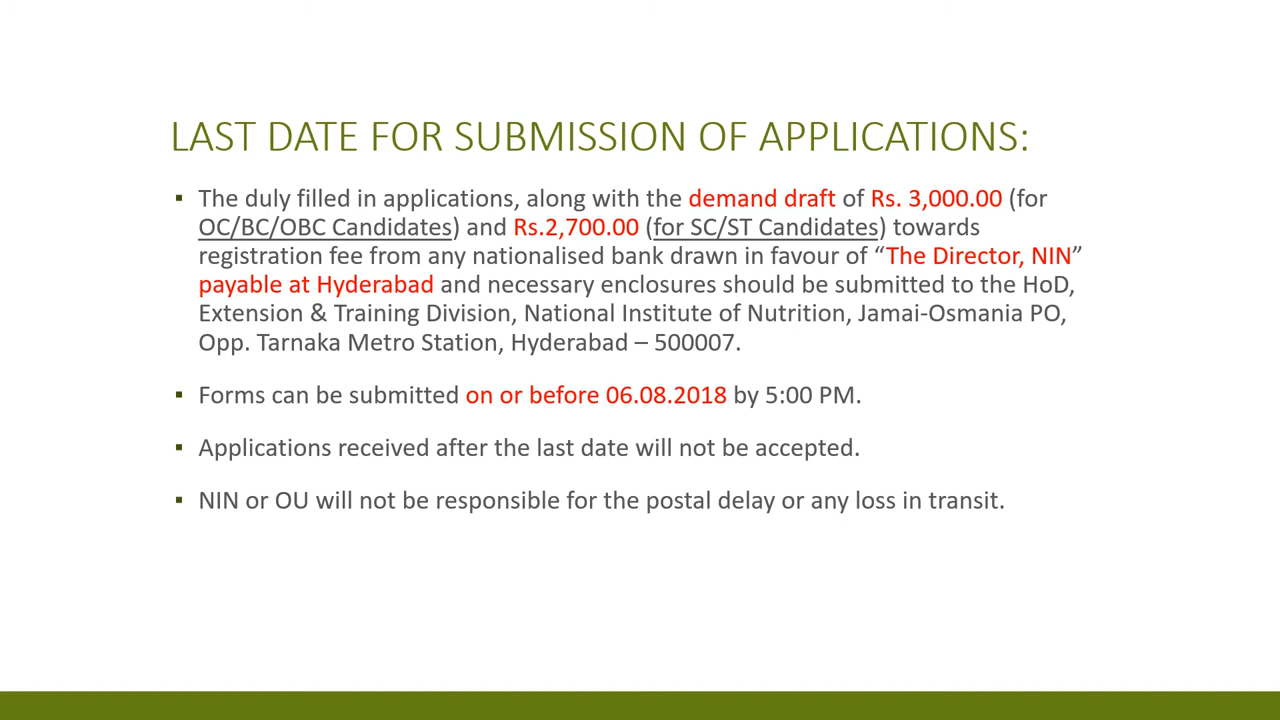 LAST DATE FOR SUBMISSION OF APPLICATIONS:
▪ The duly filled in applications, along with the demand draft of Rs. 3,000.00 (for
OC/BC/OBC Candidates) and Rs.2,700.00 (for SC/ST Candidates) towards
registration fee from any nationalised bank drawn in favour of “The Director, NIN”
payable at Hyderabad and necessary enclosures should be submitted to the HoD,
Extension & Training Division, National Institute of Nutrition, Jamai-Osmania PO,
Opp. Tarnaka Metro Station, Hyderabad – 500007.
▪ Forms can be submitted on or before 06.08.2018 by 5:00 PM.
▪ Applications received after the last date will not be accepted.
▪ NIN or OU will not be responsible for the postal delay or any loss in transit.